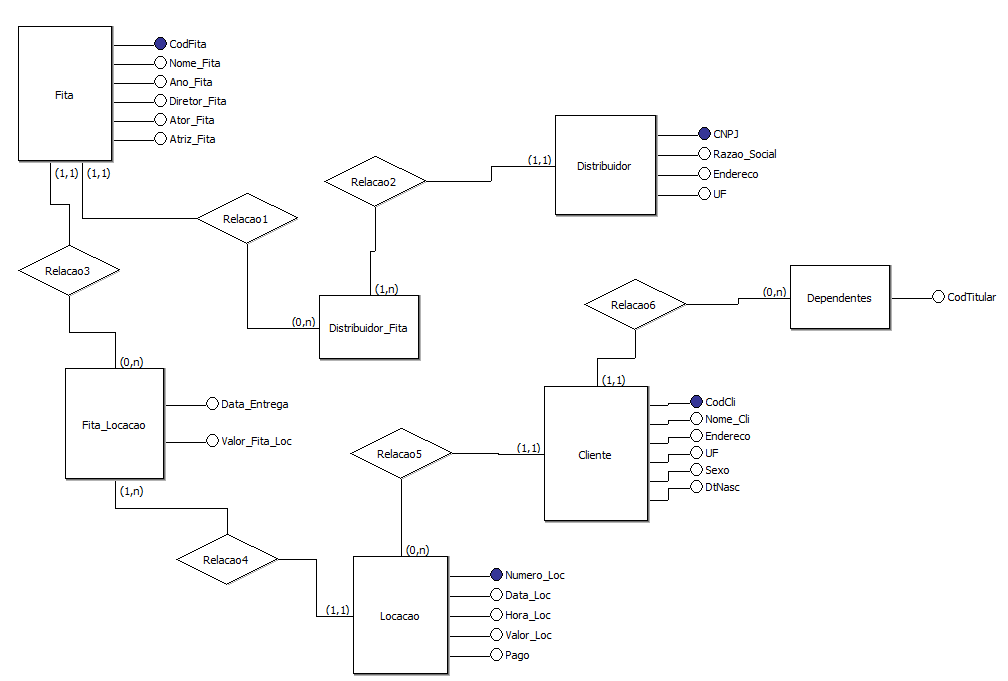 Fita
CodFita
Nome_Fita
Ano_Fita
Diretor_Fita
Ator_Fita
Atriz_Fita
(1,1)
(1,1)
Relacao1
(0,n)
Relacao2
(1,1)
(1,n)
Distribuidor
CNPJ
Razao_Social
Endereco
UF
Distribuidor_Fita
Relacao3
(0,n)
Fita_Locacao
Data_Entrega
Valor_Fita_Loc
(1,n)
Relacao4
(1,1)
Relacao6
(0,n)
Dependentes
CodTitular
(1,1)
Cliente
CodCli
Nome_Cli
Endereco
UF
Sexo
DtNasc
Relacao5
(1,1)
(0,n)
Locacao
Numero_Loc
Data_Loc
Hora_Loc
Valor_Loc
Pago